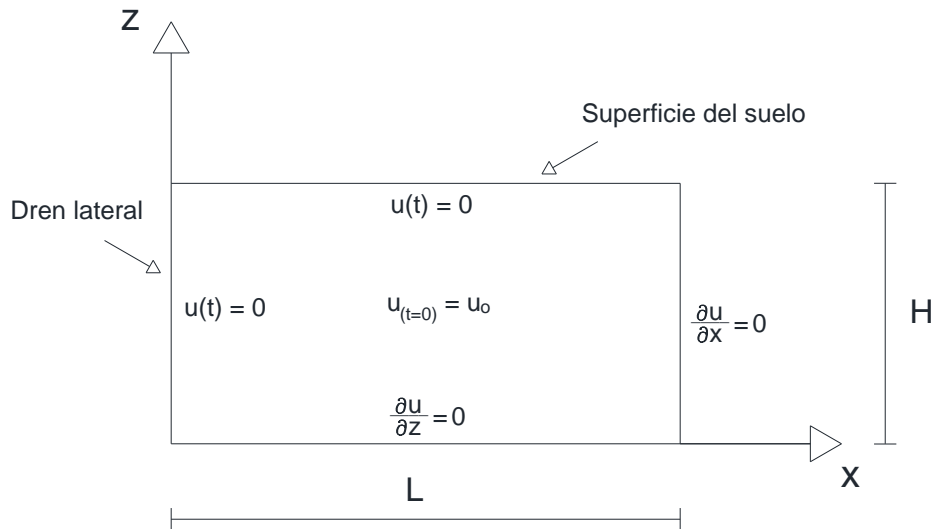 z
Superficie del suelo
Dren lateral
u(t) = 0
u(t) = 0
u(t=0) = uo
∂u/∂x = 0
H
∂u/∂z = 0
L
x